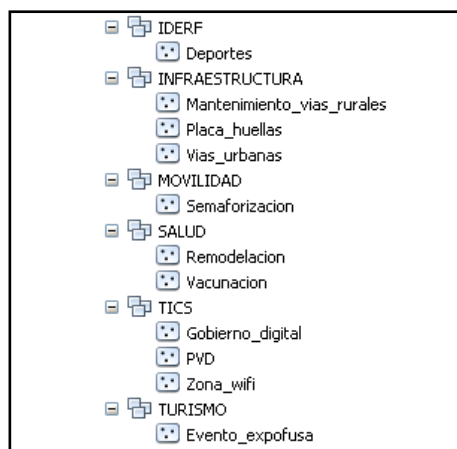 IDERF
Deportes
INFRAESTRUCTURA
Mantenimiento_vias_rurales
Placa_huellas
Vias_urbanas
MOVILIDAD
Semaforizacion
SALUD
Remodelacion
Vacunacion
TICS
Gobierno_digital
PVD
Zona_wifi
TURISMO
Evento_expofusa